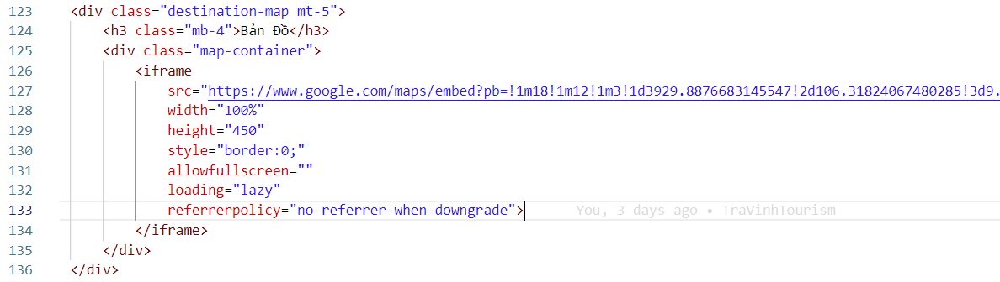 123 <div class="destination-map mt-5">
124 <h3 class="mb-4">Bản Đồ</h3>
125 <div class="map-container">
126 <iframe
127 src="https://www.google.com/maps/embed?pb=!1m18!1m12!1m3!1d3929.8876683145547!2d106.31824067480285!3d9.
128 width="100%"
129 height="450"
130 style="border:0;"
131 allowfullscreen=""
132 loading="lazy"
133 referrerpolicy="no-referrer-when-downgrade"> You, 3 days ago • TraVinhTourism
134 </iframe>
135 </div>
136 </div>